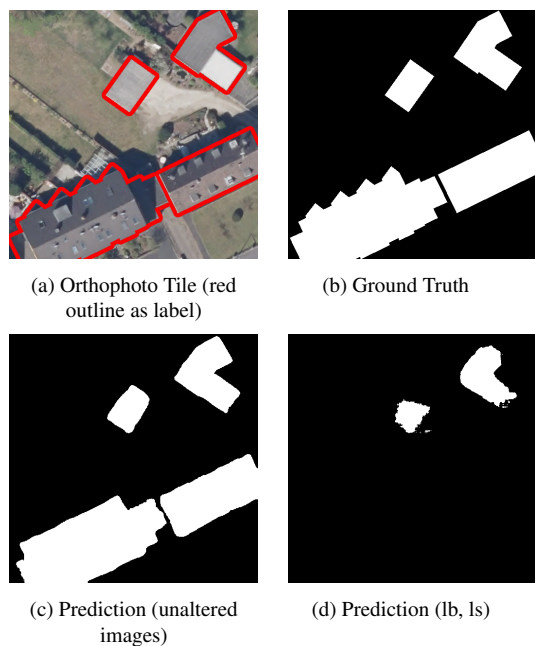 (a) Orthophoto Tile (red
outline as label)
(b) Ground Truth
(c) Prediction (unaltered
images)
(d) Prediction (lb, ls)